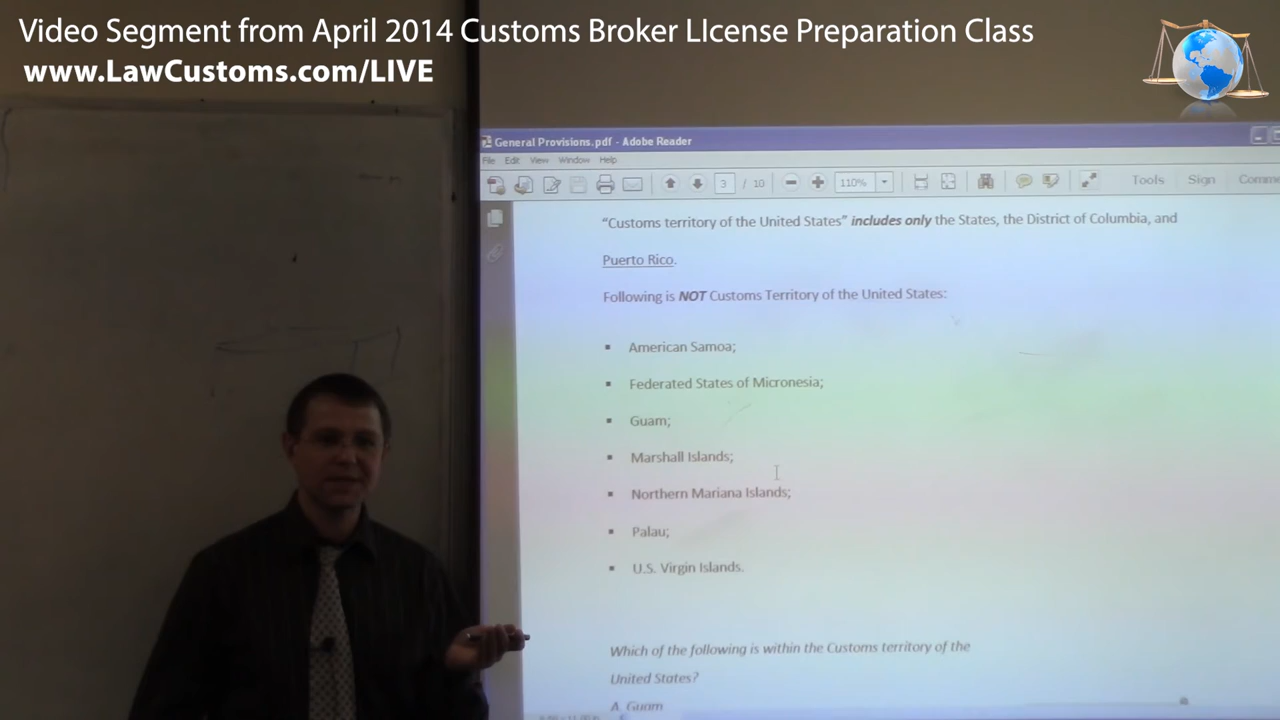 Video Segment from April 2014 Customs Broker LIcense Preparation Class
www.LawCustoms.com/LIVE
General Provisions.pdf - Adobe Reader
File Edit View Window Help
3 / 10 110% Tools Sign Comme
“Customs territory of the United States” includes only the States, the District of Columbia, and
Puerto Rico.
Following is NOT Customs Territory of the United States:
▪ American Samoa;
▪ Federated States of Micronesia;
▪ Guam;
▪ Marshall Islands;
▪ Northern Mariana Islands;
▪ Palau;
▪ U.S. Virgin Islands.
Which of the following is within the Customs territory of the
United States?
A. Guam